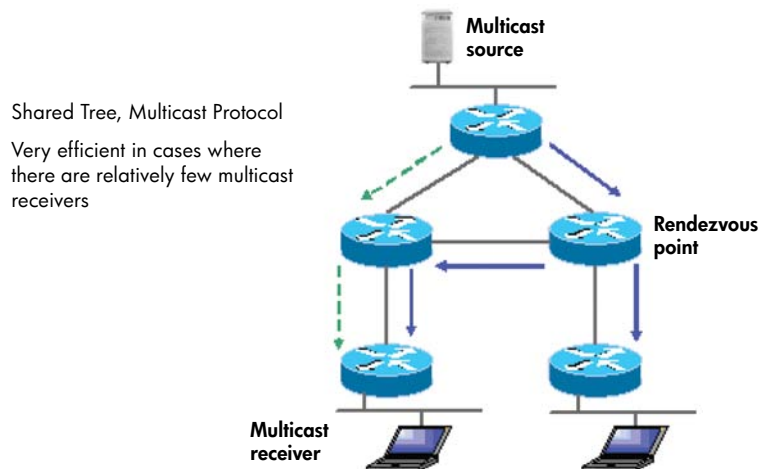 Multicast
source
Shared Tree, Multicast Protocol
Very efficient in cases where
there are relatively few multicast
receivers
Rendezvous
point
Multicast
receiver